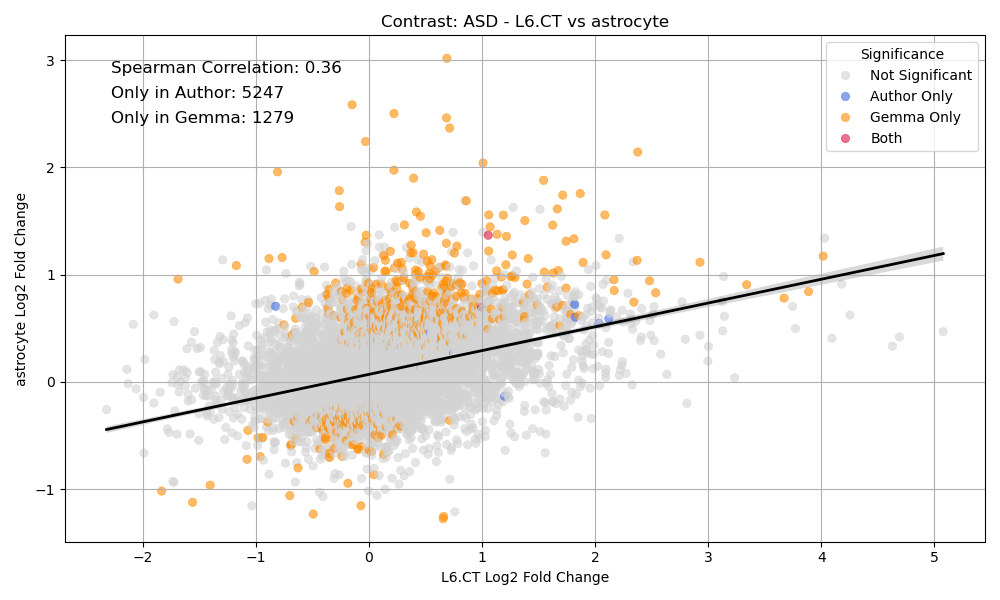 Contrast: ASD - L6.CT vs astrocyte
Spearman Correlation: 0.36
Only in Author: 5247
Only in Gemma: 1279
Significance
Not Significant
Author Only
Gemma Only
Both
astrocyte Log2 Fold Change
3
2
1
0
−1
−2
−1
0
1
2
3
4
5
L6.CT Log2 Fold Change